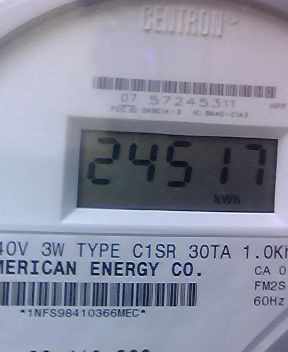 CENTRON®
07 57245311
24517
kWh
40V 3W TYPE C1SR 30TA 1.0Kh
MERICAN ENERGY CO.
CA 0
FM2S
60Hz
*1NFS98410366MEC*